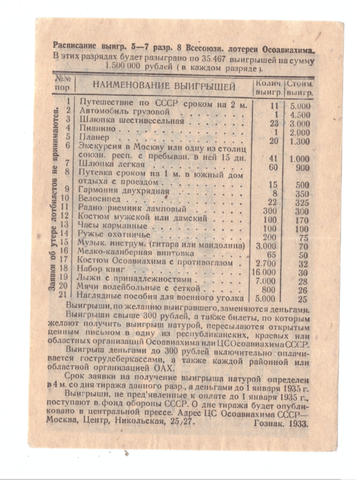 Расписание выигр. 5—7 разр. 8 Всесоюзн. лотереи Осоавиахима.
В этих разрядах будет разыграно по 35.467 выигрышей на сумму
1.500 000 рублей (в каждом разряде).
№№ пор. НАИМЕНОВАНИЕ ВЫИГРЫШЕЙ Колич. выигр. Стоим. выигр.
1 Путешествие по СССР сроком на 2 м. 11 5.000
2 Автомобиль грузовой 1 4.500
3 Шлюпка шестивесельная 23 3.000
4 Пианино 1 2.000
5 Планер 20 1.300
6 Экскурсия в Москву или одну из столиц
союзн. респ. с пребыван. в ней 15 дн. 41 1.000
7 Шлюпка легкая 60 900
8 Путевка сроком на 1 м. в южный дом
отдыха с проездом 15 500
9 Гармония двухрядная 8 350
10 Велосипед 22 325
11 Радио-приемник ламповый 300 300
12 Костюм мужской или дамский 100 170
13 Часы карманные 100 100
14 Ружье охотничье 200 75
15 Музык. инструм. (гитара или мандолина) 3.000 70
16 Мелко-калиберная винтовка 65 50
17 Костюм Осоавиахима с противогазом 2.700 32
18 Набор книг 16.000 30
19 Лыжи с принадлежностями 7.000 28
20 Мячи волейбольные с сеткой 800 26
21 Наглядные пособия для военного уголка 5.000 25
Заявки об утере лотбилетов не принимаются.
Выигрыши, по желанию выигравшего, заменяются деньгами.
Выигрыши свыше 300 рублей, а также билеты, по которым
желают получить выигрыш натурой, пересылаются открытым
ценным письмом в одну из республиканских, краевых или
областных организаций Осоавиахима или ЦС Осоавиахима СССР.
Выигрыш деньгами до 300 рублей включительно оплачи-
вается гострудсберкассами, а также каждой районной или
областной организацией ОАХ.
Срок заявки на получение выигрыша натурой определен
в 4 м. со дня тиража данного разр., а деньгами до 1 января 1935 г.
Выигрыши, не пред'явленные к оплате до 1 января 1935 г.,
поступают в фонд обороны СССР. О дне тиража будет опубли-
ковано в центральной прессе. Адрес ЦС Осоавиахима СССР—
Москва, Центр, Никольская, 25/27. Гознак. 1933.